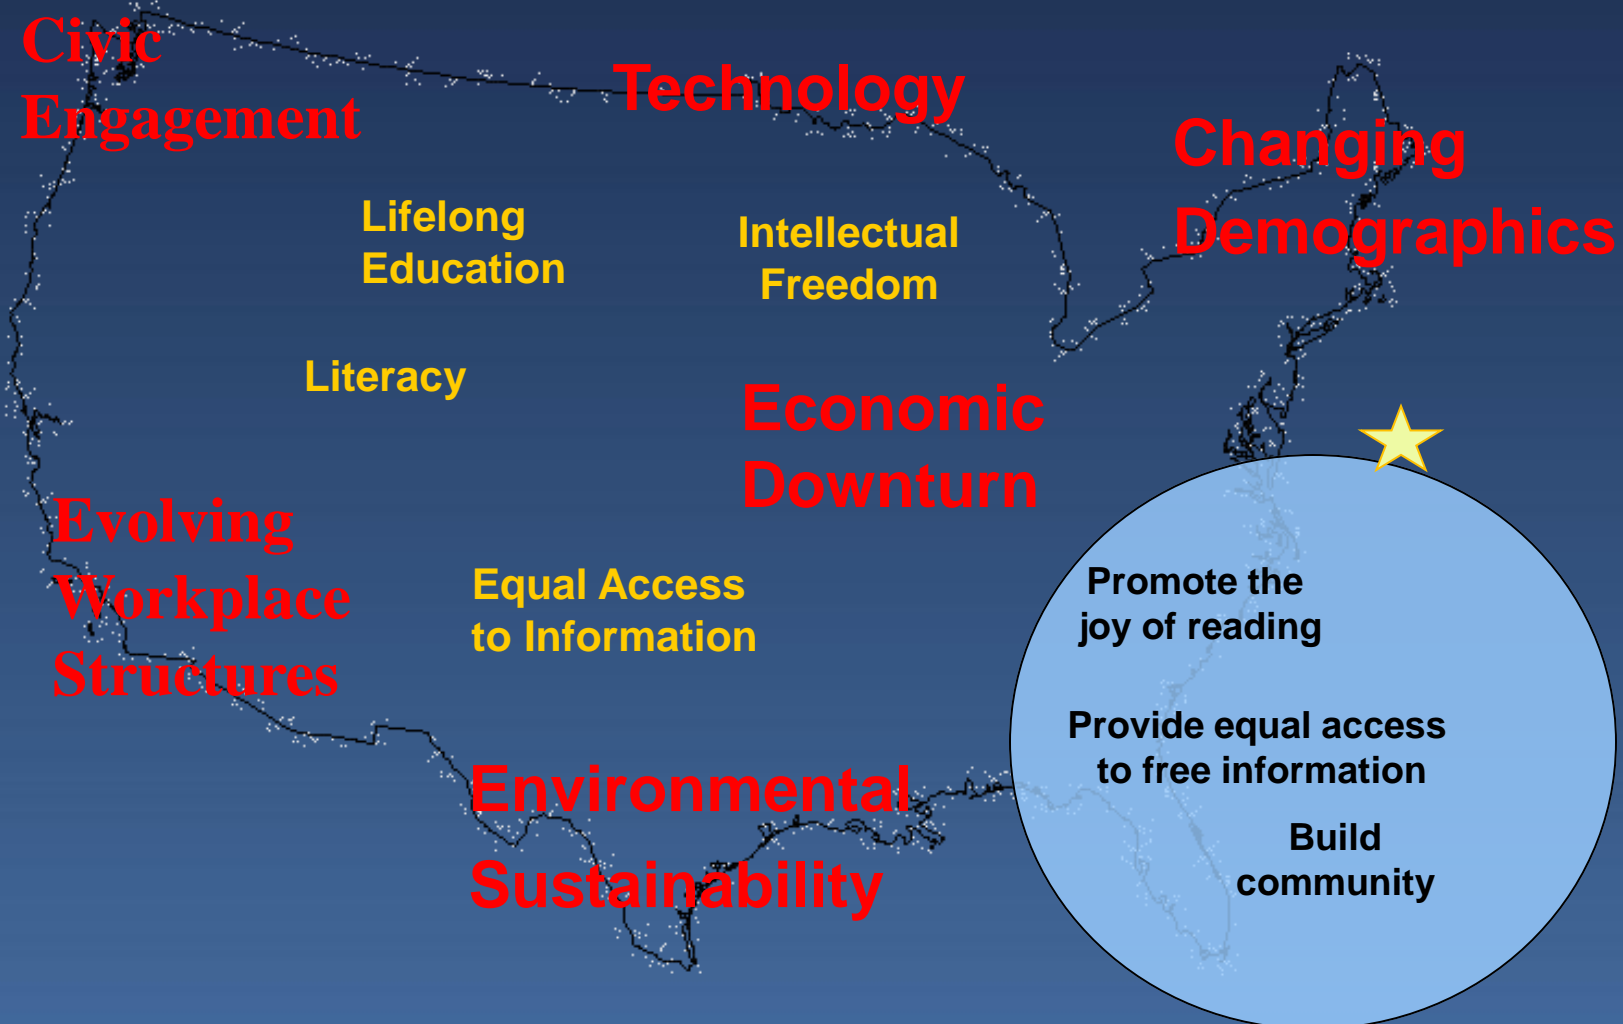 Civic
Engagement
Technology
Changing
Demographics
Lifelong
Education
Intellectual
Freedom
Literacy
Economic
Downturn
Evolving
Workplace
Structures
Equal Access
to Information
Promote the
joy of reading
Provide equal access
to free information
Build
community
Environmental
Sustainability